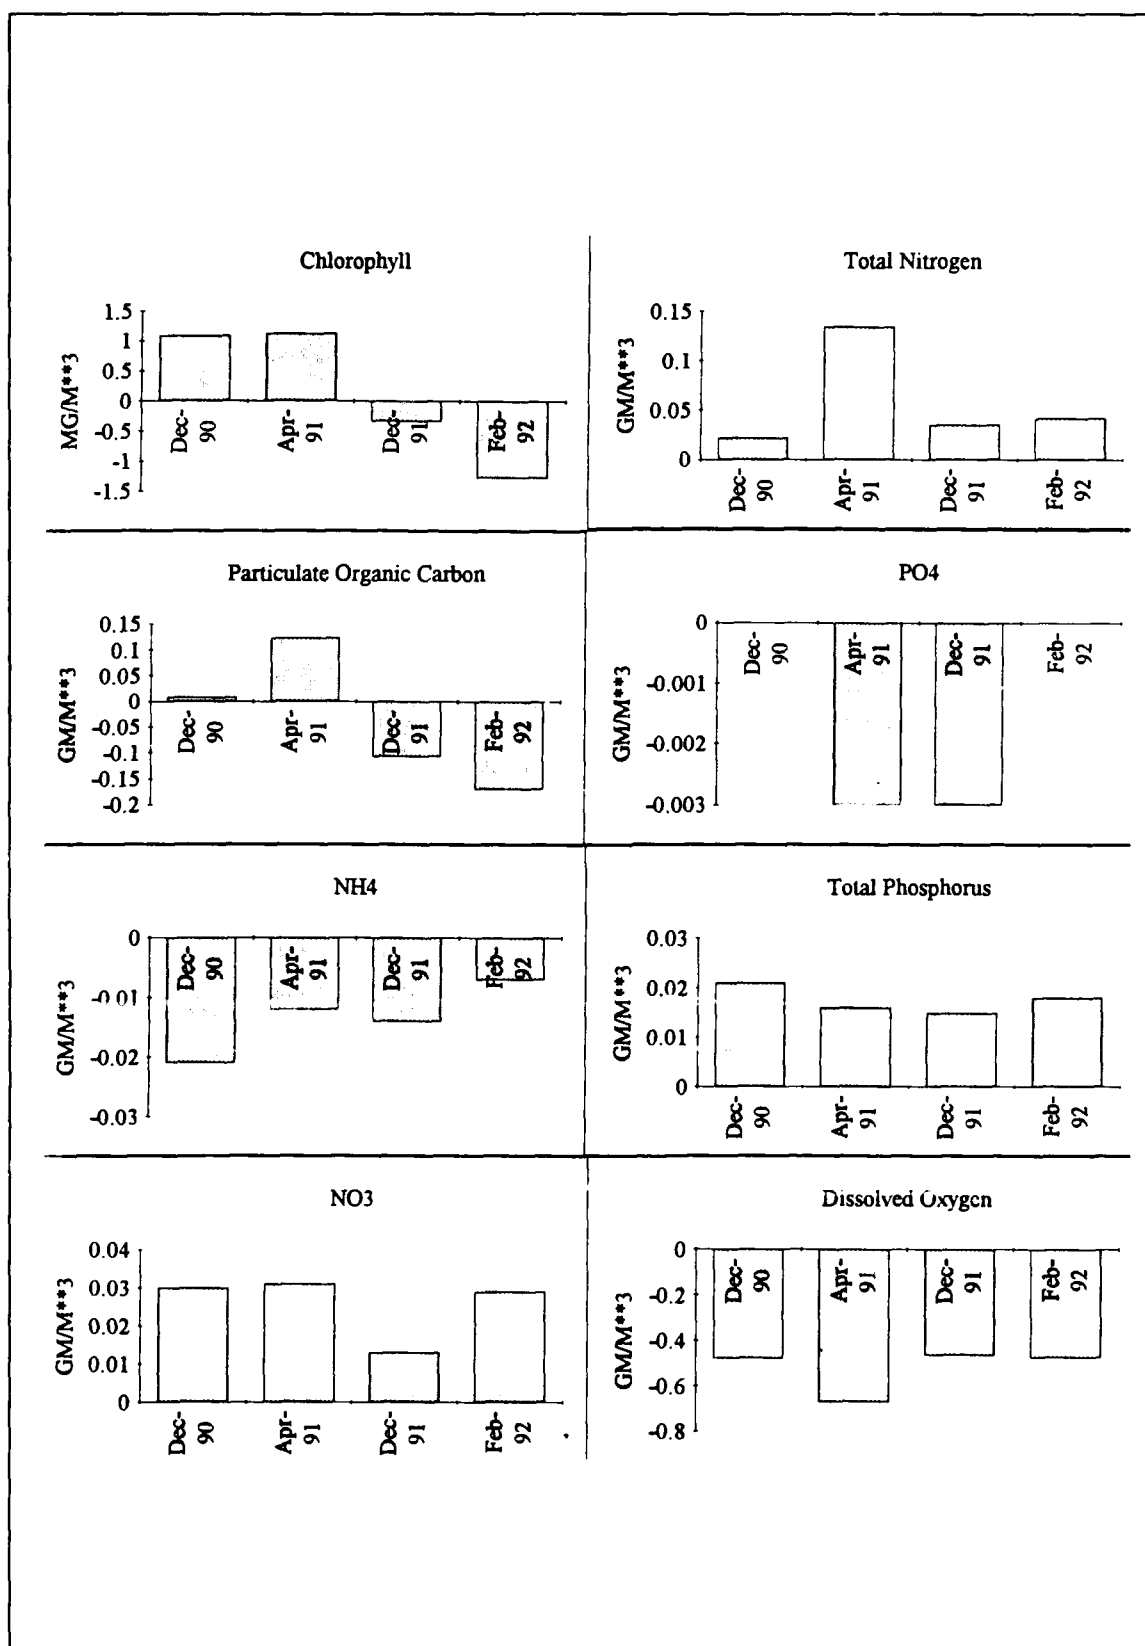 Chlorophyll
MG/M**3
1.5
1
0.5
0
-0.5
-1
-1.5
Dec-
90
Apr-
91
Dec-
91
Feb-
92
Total Nitrogen
GM/M**3
0.15
0.1
0.05
0
Dec-
90
Apr-
91
Dec-
91
Feb-
92
Particulate Organic Carbon
GM/M**3
0.15
0.1
0.05
0
-0.05
-0.1
-0.15
-0.2
Dec-
90
Apr-
91
Dec-
91
Feb-
92
PO4
GM/M**3
0
-0.001
-0.002
-0.003
Dec-
90
Apr-
91
Dec-
91
Feb-
92
NH4
GM/M**3
0
-0.01
-0.02
-0.03
Dec-
90
Apr-
91
Dec-
91
Feb-
92
Total Phosphorus
GM/M**3
0.03
0.02
0.01
0
Dec-
90
Apr-
91
Dec-
91
Feb-
92
NO3
GM/M**3
0.04
0.03
0.02
0.01
0
Dec-
90
Apr-
91
Dec-
91
Feb-
92
Dissolved Oxygen
GM/M**3
0
-0.2
-0.4
-0.6
-0.8
Dec-
90
Apr-
91
Dec-
91
Feb-
92